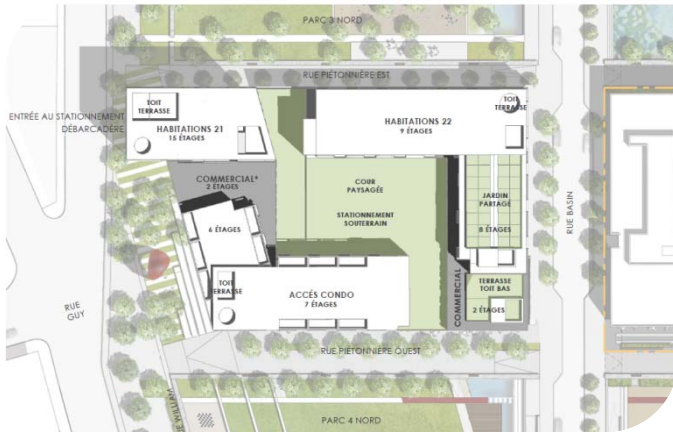 PARC 3 NORD
RUE PIÉTONNIÈRE EST
ENTRÉE AU STATIONNEMENT
DÉBARCADÈRE
TOIT
TERRASSE
HABITATIONS 21
15 ÉTAGES
HABITATIONS 22
9 ÉTAGES
TOIT
TERRASSE
COMMERCIAL*
2 ÉTAGES
COUR
PAYSAGÉE
STATIONNEMENT
SOUTERRAIN
JARDIN
PARTAGÉ
8 ÉTAGES
RUE BASIN
6 ÉTAGES
TOIT
TERRASSE
ACCÉS CONDO
7 ÉTAGES
COMMERCIAL
TERRASSE
TOIT BAS
2 ÉTAGES
RUE
GUY
RUE PIÉTONNIÈRE OUEST
WILLIAM
PARC 4 NORD